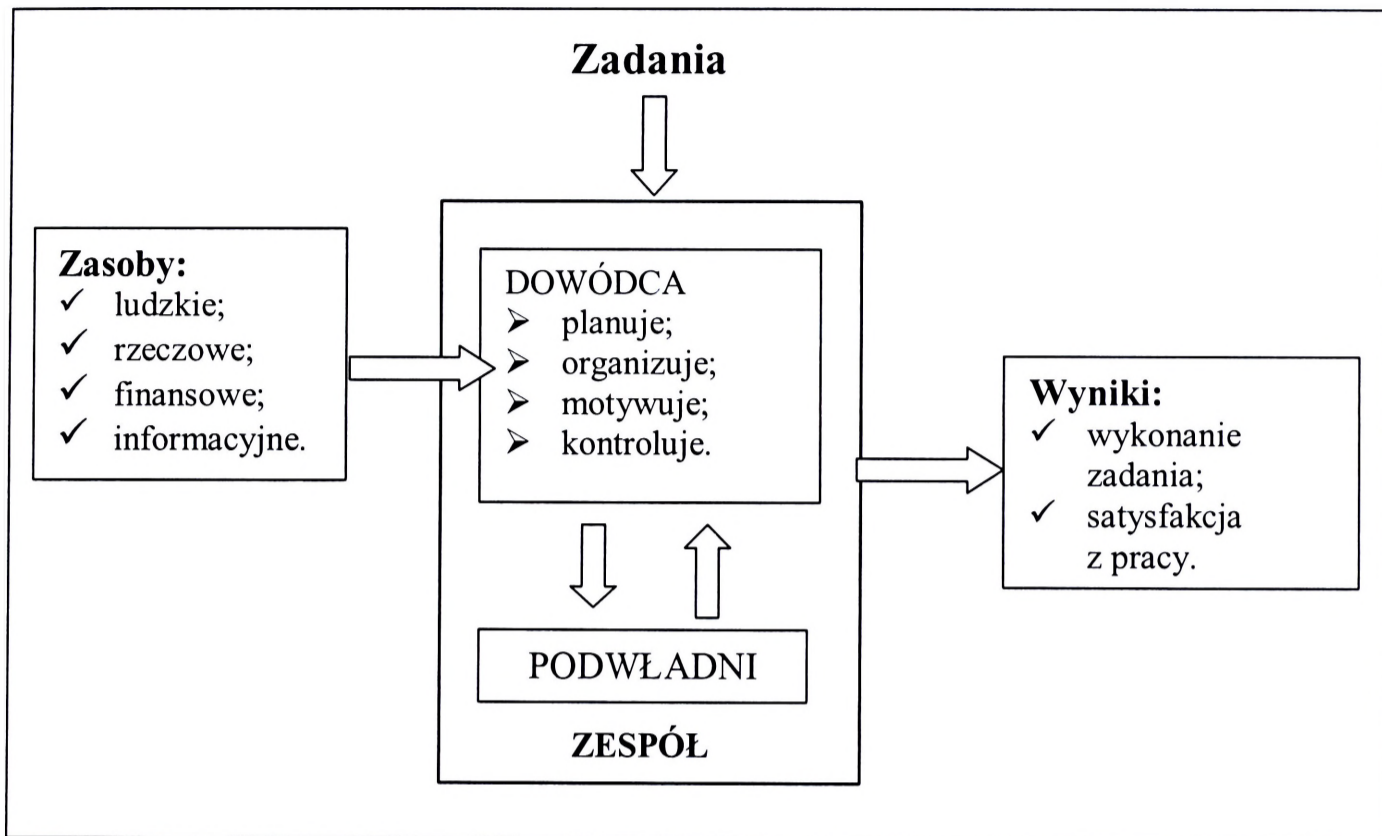 Zadania
Zasoby:
✓ ludzkie;
✓ rzeczowe;
✓ finansowe;
✓ informacyjne.
DOWÓDCA
➢ planuje;
➢ organizuje;
➢ motywuje;
➢ kontroluje.
PODWŁADNI
ZESPÓŁ
Wyniki:
✓ wykonanie
zadania;
✓ satysfakcja
z pracy.